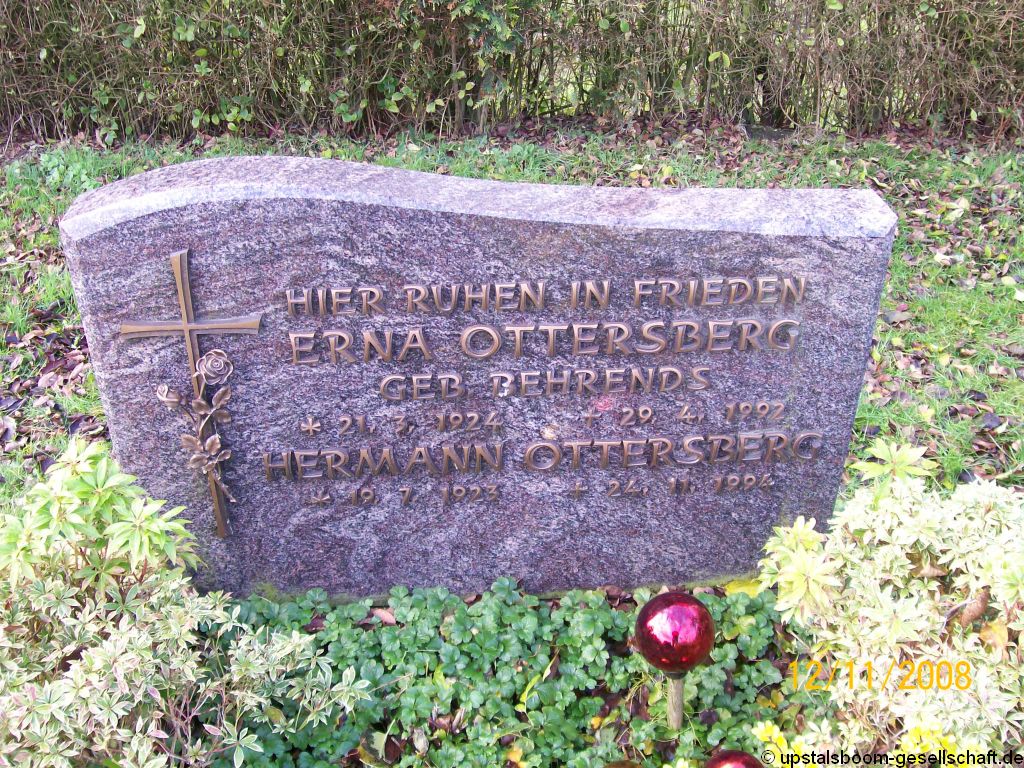 HIER RUHEN IN FRIEDEN
ERNA OTTERSBERG
GEB. BEHRENDS
* 21. 3. 1924 + 29. 4. 1992
HERMANN OTTERSBERG
* 19. 7. 1923 + 24. 11. 1994
12/11/2008
© upstalsboom-gesellschaft.de